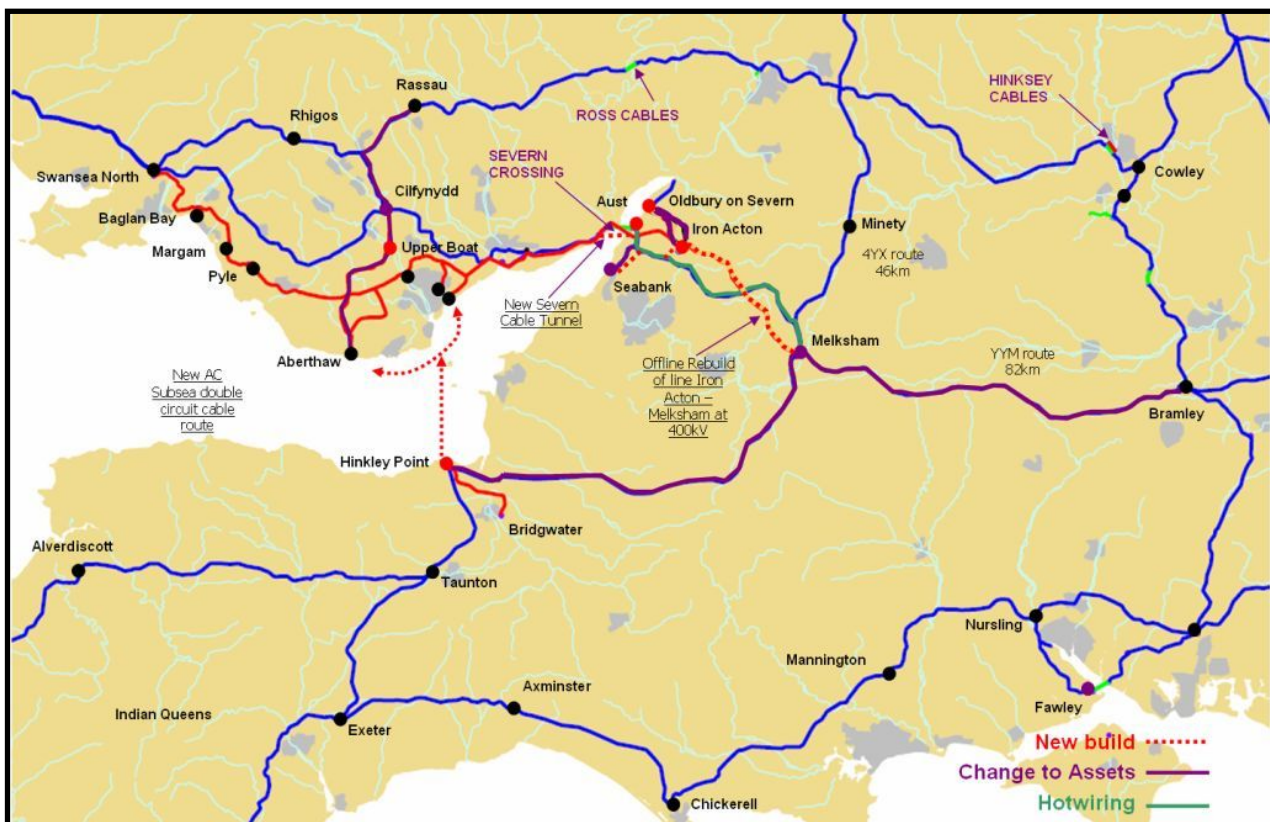 HINKSEY
CABLES
Rassau
ROSS CABLES
Rhigos
SEVERN
CROSSING
Swansea North
Cilfynydd
Aust
Oldbury on Severn
Cowley
Baglan Bay
Iron Acton
Minety
Margam
Upper Boat
4YX route
46km
Pyle
Seabank
New Severn
Cable Tunnel
Aberthaw
Melksham
Offline Rebuild
of line Iron
Acton –
Melksham at
400kV
YYM route
82km
New AC
Subsea double
circuit cable
route
Bramley
Hinkley Point
Bridgwater
Alverdiscott
Taunton
Nursling
Mannington
Axminster
Fawley
Indian Queens
Exeter
Chickerell
New build
Change to Assets
Hotwiring